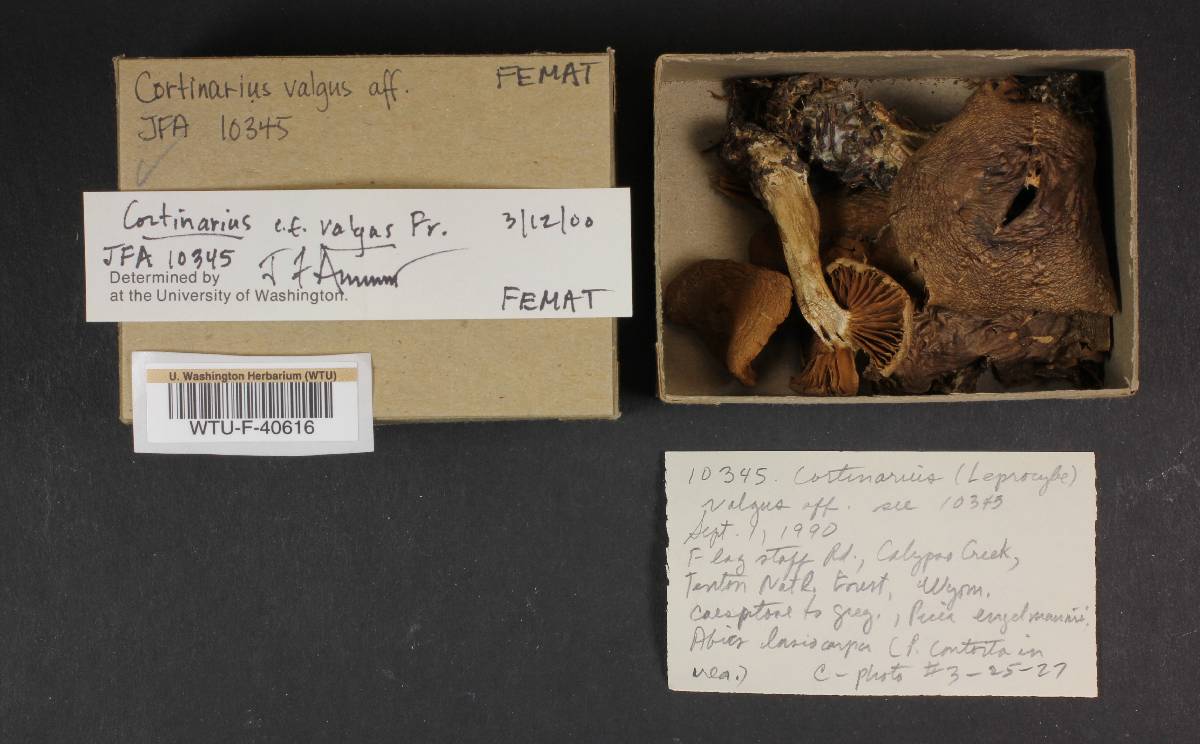 Cortinarius valgus aff. FEMAT
JFA 10345
Cortinarius c.f. valgas Fr. 3/12/00
JFA 10345
Determined by
at the University of Washington.
FEMAT
U. Washington Herbarium (WTU)
WTU-F-40616
10345. Cortinarius (Leprocybe)
valgus aff. see 10343
Sept. 1, 1990
Flagstaff Rd., Calypso Creek,
Teton Natl. Forest, Wyom.
caespitose to greg., Picea engelmannii,
Abies lasiocarpa (P. contorta in
area.) C-photo #3-25-27